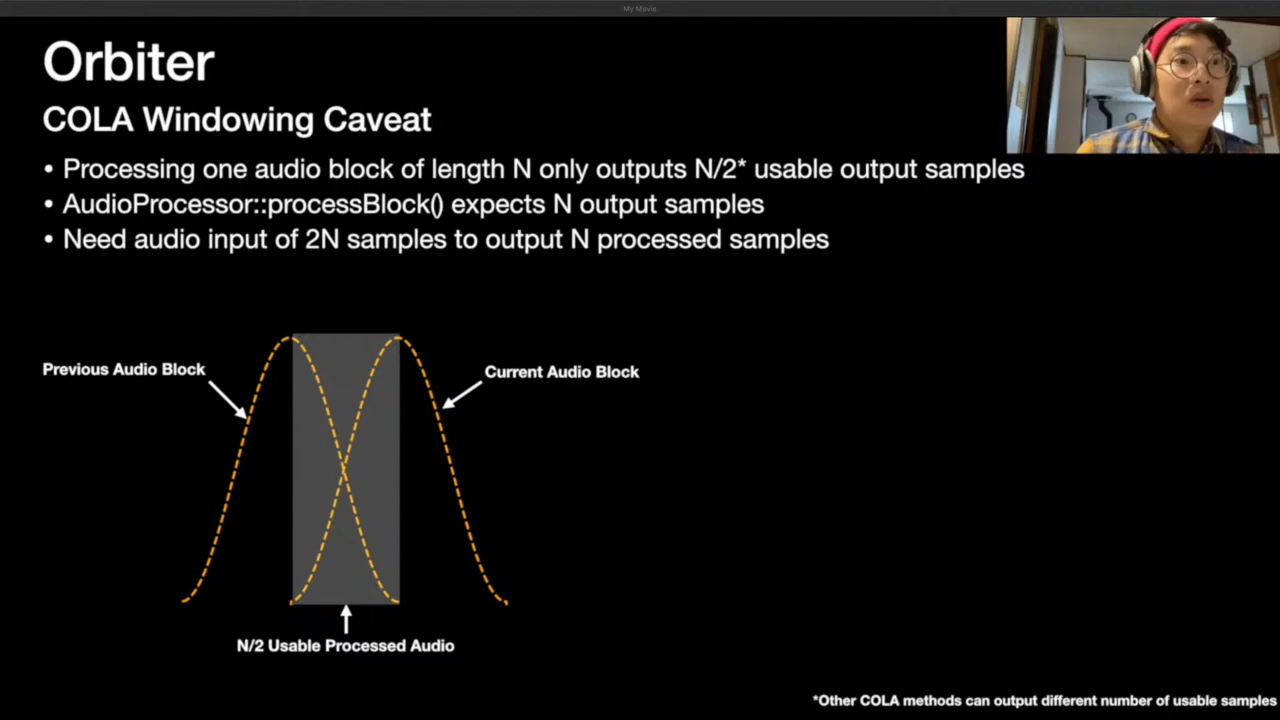 My Movie
Orbiter
COLA Windowing Caveat
• Processing one audio block of length N only outputs N/2* usable output samples
• AudioProcessor::processBlock() expects N output samples
• Need audio input of 2N samples to output N processed samples
Previous Audio Block
Current Audio Block
N/2 Usable Processed Audio
*Other COLA methods can output different number of usable samples